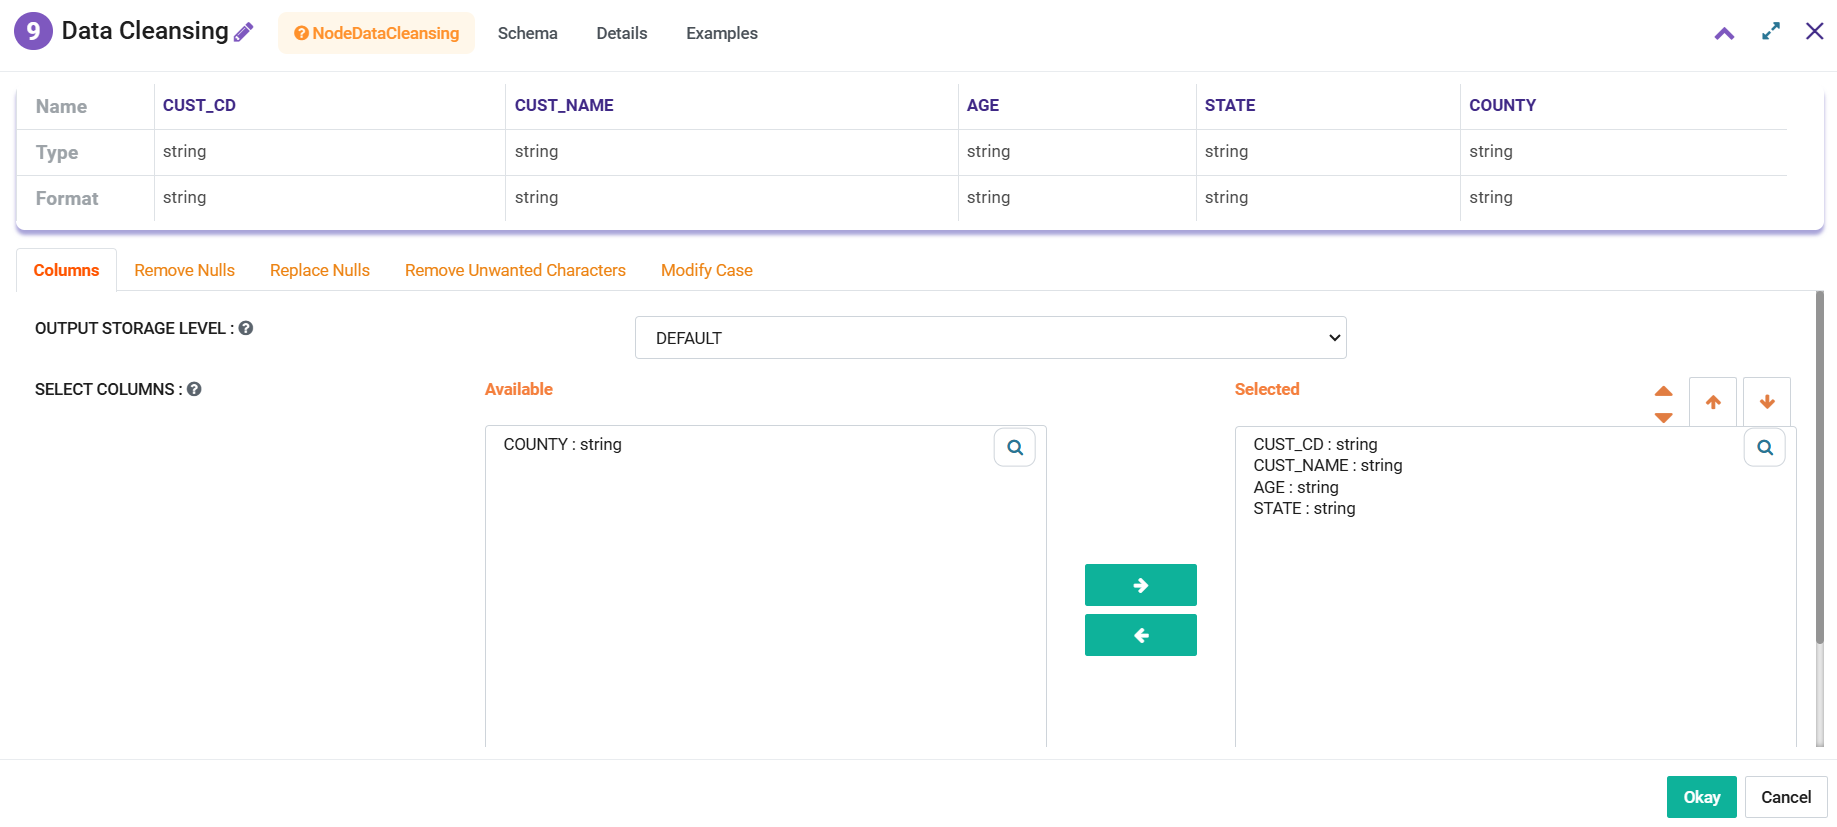 9 Data Cleansing NodeDataCleansing Schema Details Examples
Name CUST_CD CUST_NAME AGE STATE COUNTY
Type string string string string string
Format string string string string string
Columns Remove Nulls Replace Nulls Remove Unwanted Characters Modify Case
OUTPUT STORAGE LEVEL : DEFAULT
SELECT COLUMNS : Available Selected
COUNTY : string
CUST_CD : string
CUST_NAME : string
AGE : string
STATE : string
Okay Cancel